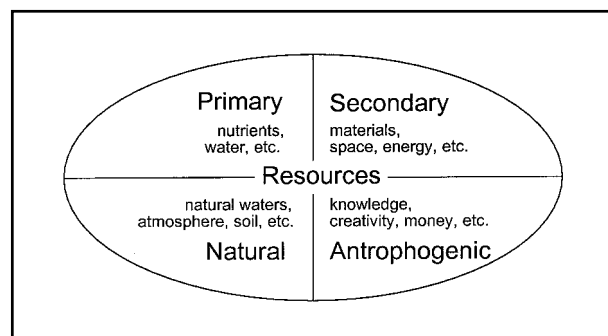 Primary
nutrients,
water, etc.
Secondary
materials,
space, energy, etc.
Resources
natural waters,
atmosphere, soil, etc.
Natural
knowledge,
creativity, money, etc.
Antrophogenic